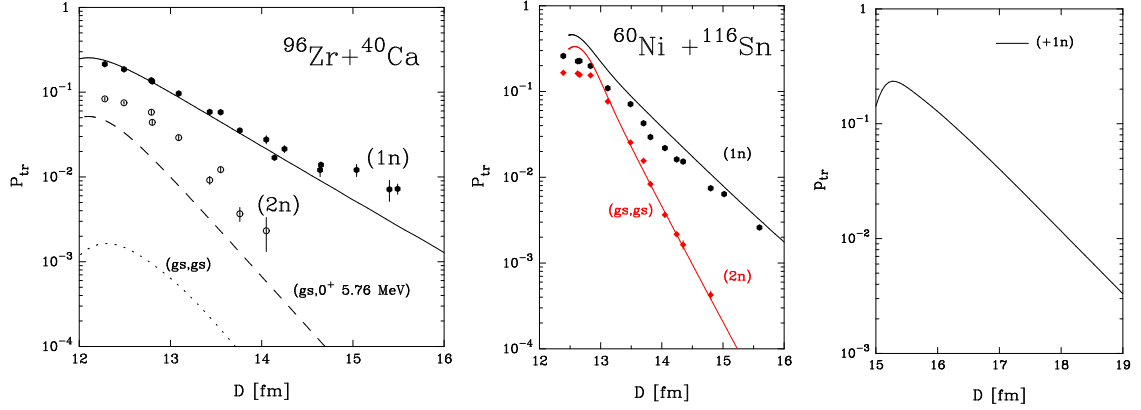 ⁹⁶Zr+⁴⁰Ca
P_tr
1
10⁻¹
10⁻²
10⁻³
10⁻⁴
(1n)
(2n)
(gs,gs)
(gs,0⁺ 5.76 MeV)
12 13 14 15 16
D [fm]
⁶⁰Ni +¹¹⁶Sn
P_tr
1
10⁻¹
10⁻²
10⁻³
10⁻⁴
(1n)
(gs,gs)
(2n)
12 13 14 15 16
D [fm]
(+1n)
p_tr
10⁰
10⁻¹
10⁻²
10⁻³
15 16 17 18 19
D [fm]